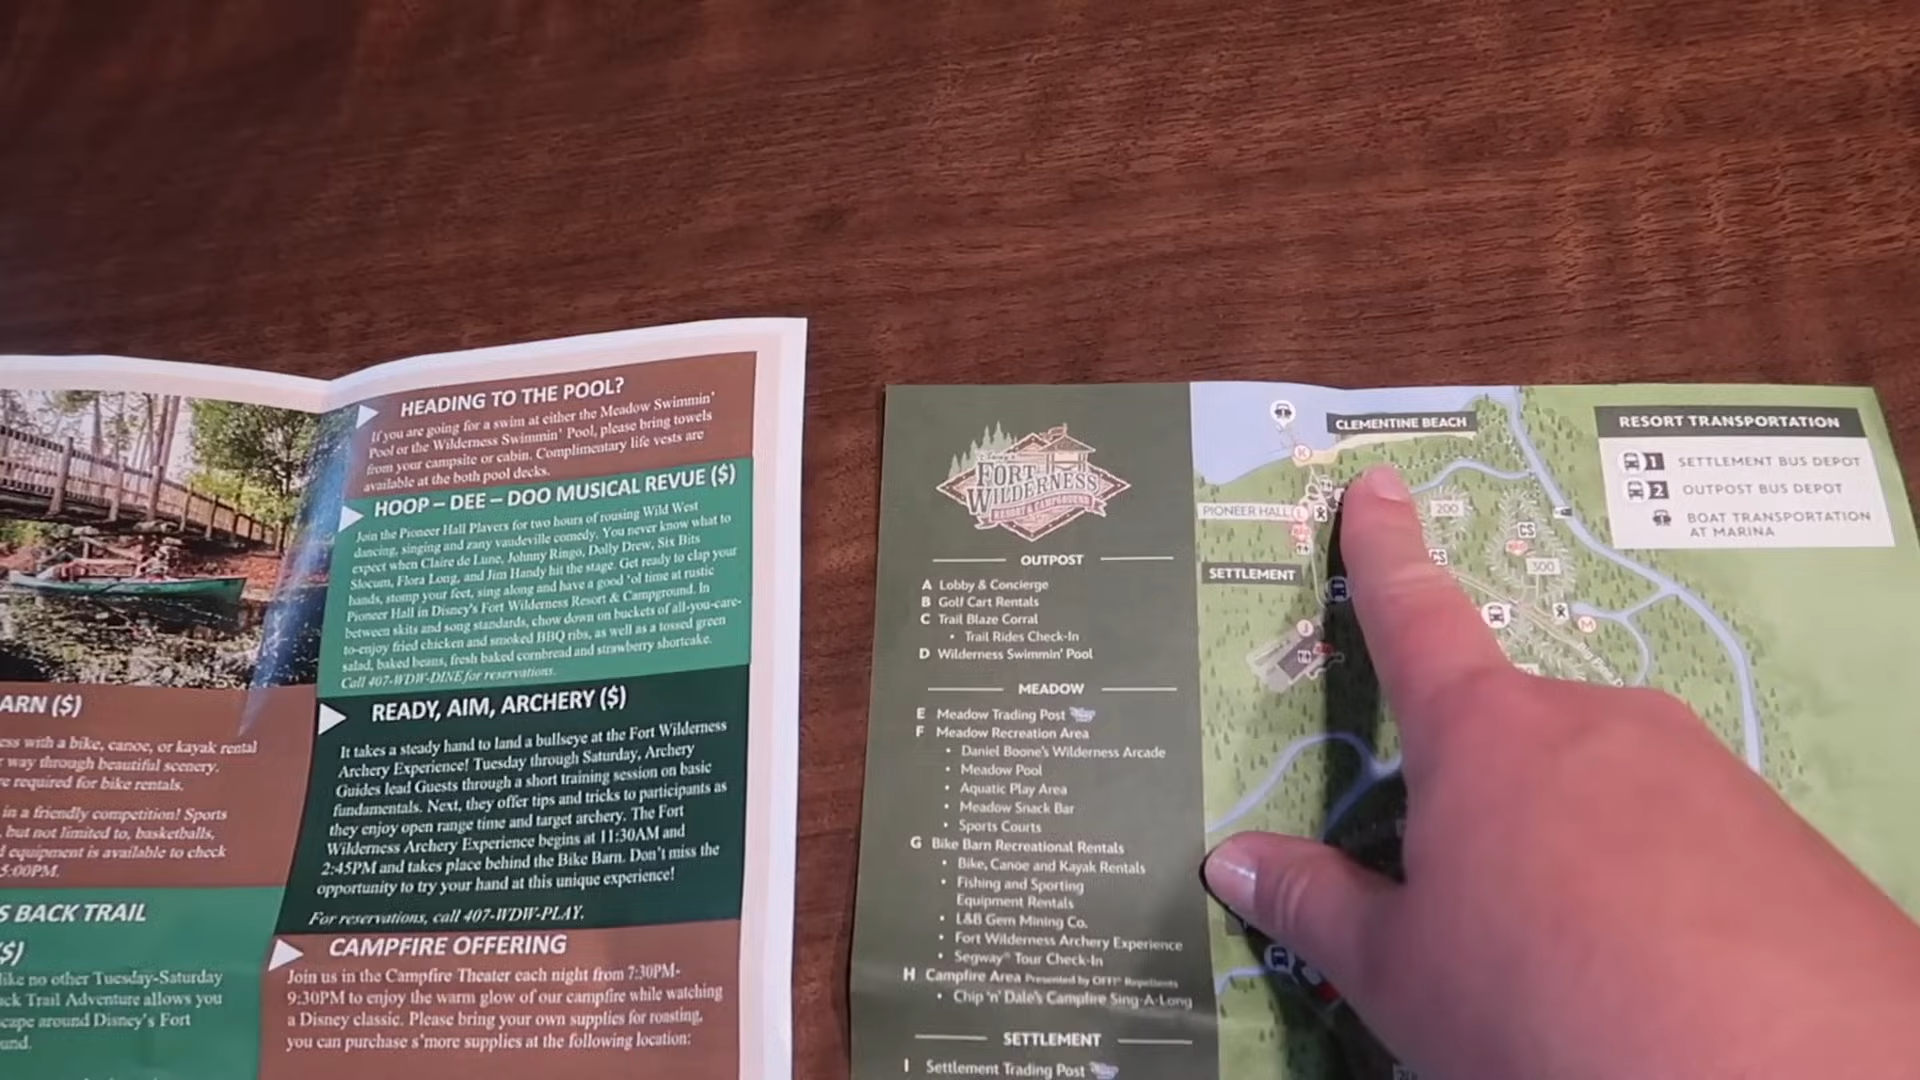 HEADING TO THE POOL?
If you are going for a swim at either the Meadow Swimmin'
Pool or the Wilderness Swimmin' Pool, please bring towels
from your campsite or cabin. Complimentary life vests are
available at the both pool decks.
HOOP – DEE – DOO MUSICAL REVUE ($)
Join the Pioneer Hall Players for two hours of rousing Wild West
dancing, singing and zany vaudeville comedy. You never know what to
expect when Claire de Lune, Johnny Ringo, Dolly Drew, Six Bits
Slocum, Flora Long, and Jim Handy hit the stage. Get ready to clap your
hands, stomp your feet, sing along and have a good 'ol time at rustic
Pioneer Hall in Disney's Fort Wilderness Resort & Campground. In
between skits and song standards, chow down on buckets of all-you-care-
to-enjoy fried chicken and smoked BBQ ribs, as well as a tossed green
salad, baked beans, fresh baked cornbread and strawberry shortcake.
Call 407-WDW-DINE for reservations.
READY, AIM, ARCHERY ($)
It takes a steady hand to land a bullseye at the Fort Wilderness
Archery Experience! Tuesday through Saturday, Archery
Guides lead Guests through a short training session on basic
fundamentals. Next, they offer tips and tricks to participants as
they enjoy open range time and target archery. The Fort
Wilderness Archery Experience begins at 11:30AM and
2:45PM and takes place behind the Bike Barn. Don't miss the
opportunity to try your hand at this unique experience!
For reservations, call 407-WDW-PLAY.
CAMPFIRE OFFERING
Join us in the Campfire Theater each night from 7:30PM-
9:30PM to enjoy the warm glow of our campfire while watching
a Disney classic. Please bring your own supplies for roasting,
you can purchase s'more supplies at the following location:
ARN ($)
ess with a bike, canoe, or kayak rental
way through beautiful scenery.
re required for bike rentals.
in a friendly competition! Sports
but not limited to, basketballs,
d equipment is available to check
5:00PM.
S BACK TRAIL
($)
like no other Tuesday-Saturday
ack Trail Adventure allows you
scape around Disney's Fort
und.
Disney's
FORT
WILDERNESS
RESORT & CAMPGROUND
OUTPOST
A Lobby & Concierge
B Golf Cart Rentals
C Trail Blaze Corral
• Trail Rides Check-In
D Wilderness Swimmin' Pool
MEADOW
E Meadow Trading Post
F Meadow Recreation Area
• Daniel Boone's Wilderness Arcade
• Meadow Pool
• Aquatic Play Area
• Meadow Snack Bar
• Sports Courts
G Bike Barn Recreational Rentals
• Bike, Canoe and Kayak Rentals
• Fishing and Sporting
Equipment Rentals
• L&B Gem Mining Co.
• Fort Wilderness Archery Experience
• Segway® Tour Check-In
H Campfire Area Presented by OFF!® Repellents
• Chip 'n' Dale's Campfire Sing-A-Long
SETTLEMENT
I Settlement Trading Post
CLEMENTINE BEACH
K
PIONEER HALL
L
200
CS
CS
300
SETTLEMENT
J
M
RESORT TRANSPORTATION
1 SETTLEMENT BUS DEPOT
2 OUTPOST BUS DEPOT
BOAT TRANSPORTATION
AT MARINA